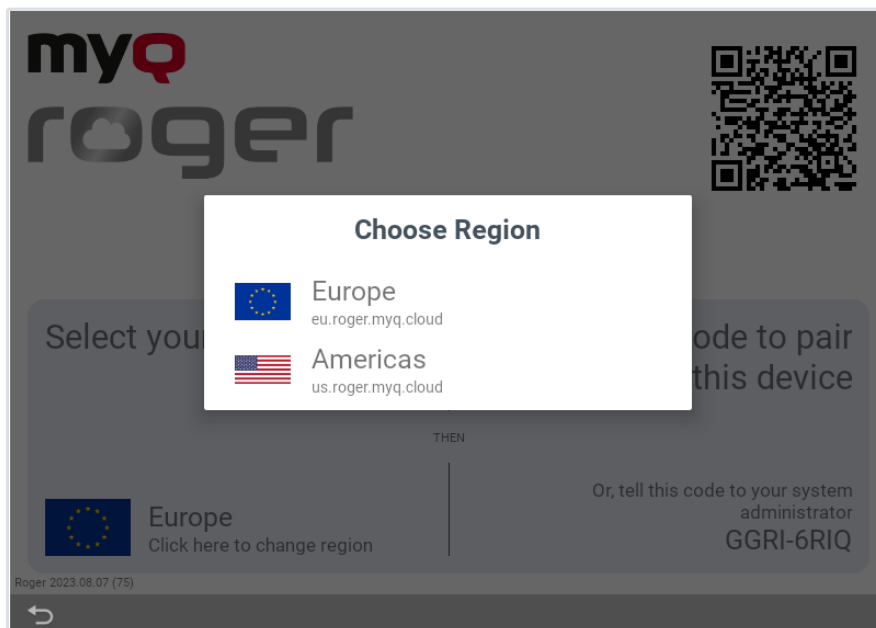 myQ
roger
Choose Region
Europe
eu.roger.myq.cloud
Americas
us.roger.myq.cloud
Select you
ode to pair
this device
THEN
Europe
Click here to change region
Or, tell this code to your system
administrator
GGRI-6RIQ
Roger 2023.08.07 (75)